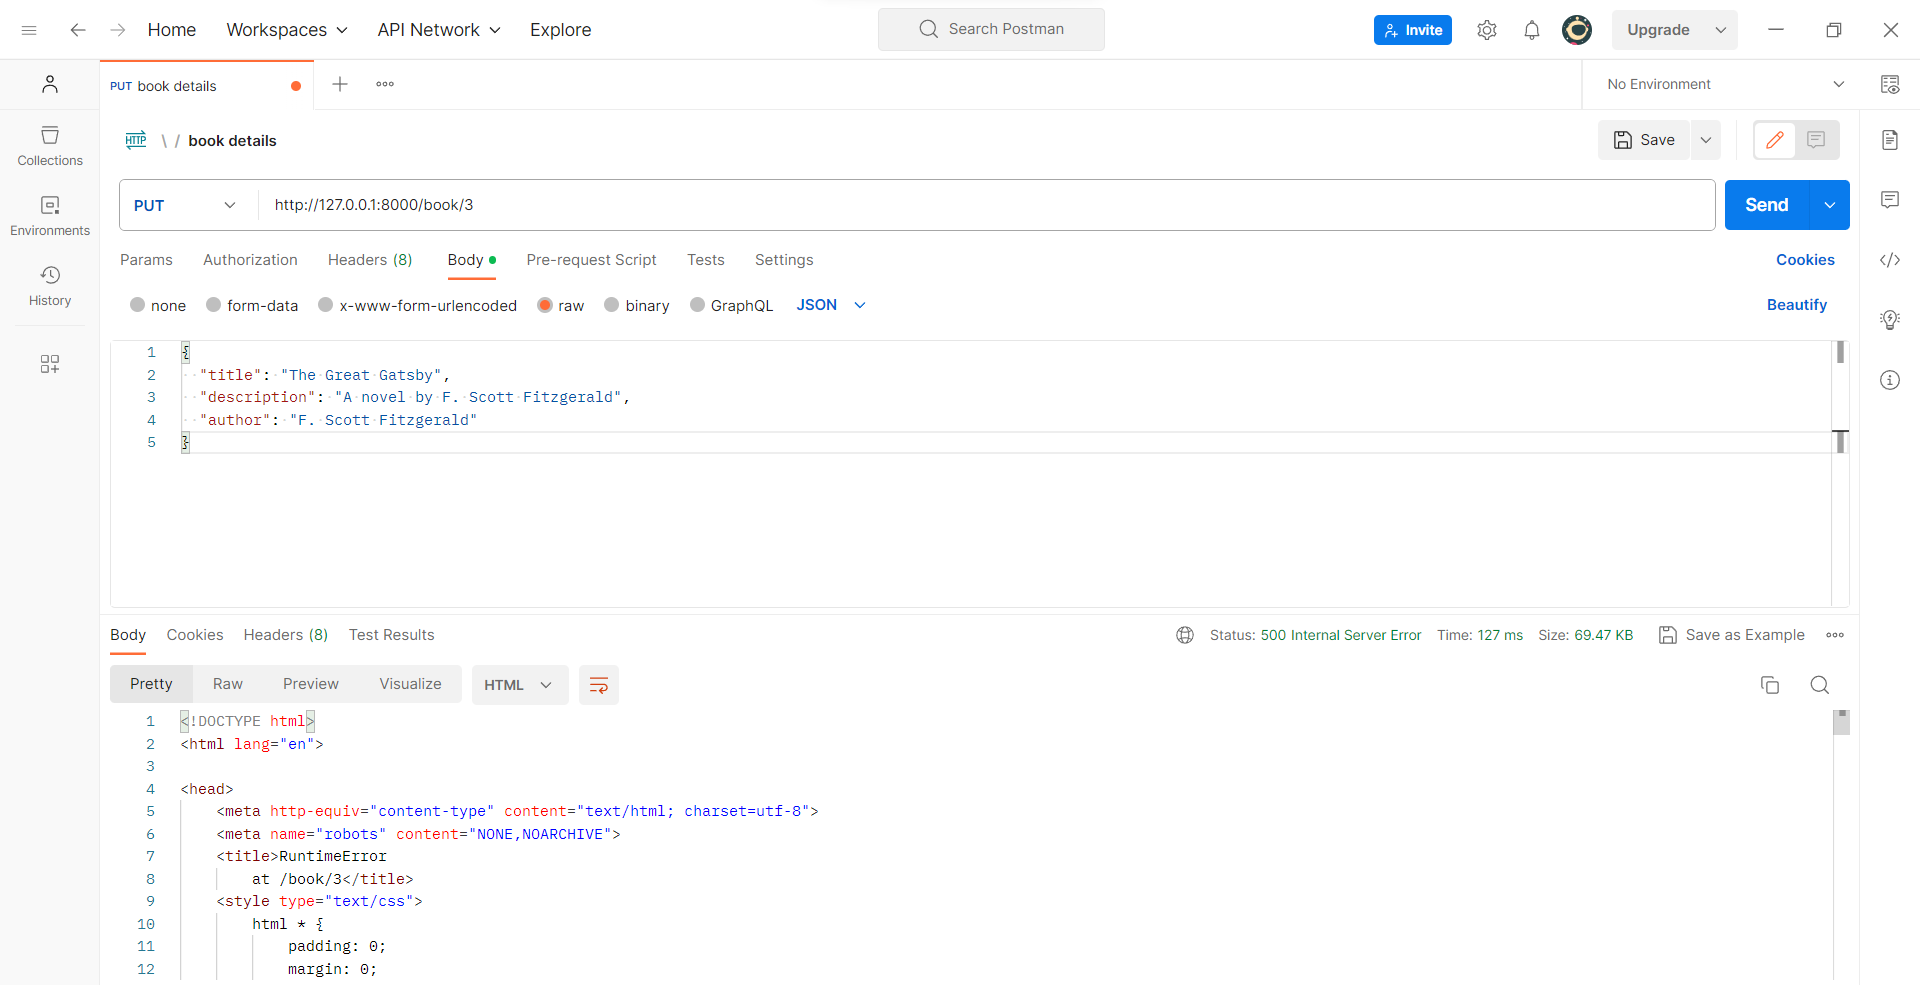 Home Workspaces API Network Explore Search Postman Invite Upgrade
PUT book details No Environment
HTTP \ / book details Save
Collections
PUT http://127.0.0.1:8000/book/3 Send
Environments
Params Authorization Headers (8) Body Pre-request Script Tests Settings Cookies
History
none form-data x-www-form-urlencoded raw binary GraphQL JSON Beautify
1 {
2 "title": "The Great Gatsby",
3 "description": "A novel by F. Scott Fitzgerald",
4 "author": "F. Scott Fitzgerald"
5 }
Body Cookies Headers (8) Test Results Status: 500 Internal Server Error Time: 127 ms Size: 69.47 KB Save as Example
Pretty Raw Preview Visualize HTML
1 <!DOCTYPE html>
2 <html lang="en">
3
4 <head>
5 <meta http-equiv="content-type" content="text/html; charset=utf-8">
6 <meta name="robots" content="NONE,NOARCHIVE">
7 <title>RuntimeError
8 at /book/3</title>
9 <style type="text/css">
10 html * {
11 padding: 0;
12 margin: 0;